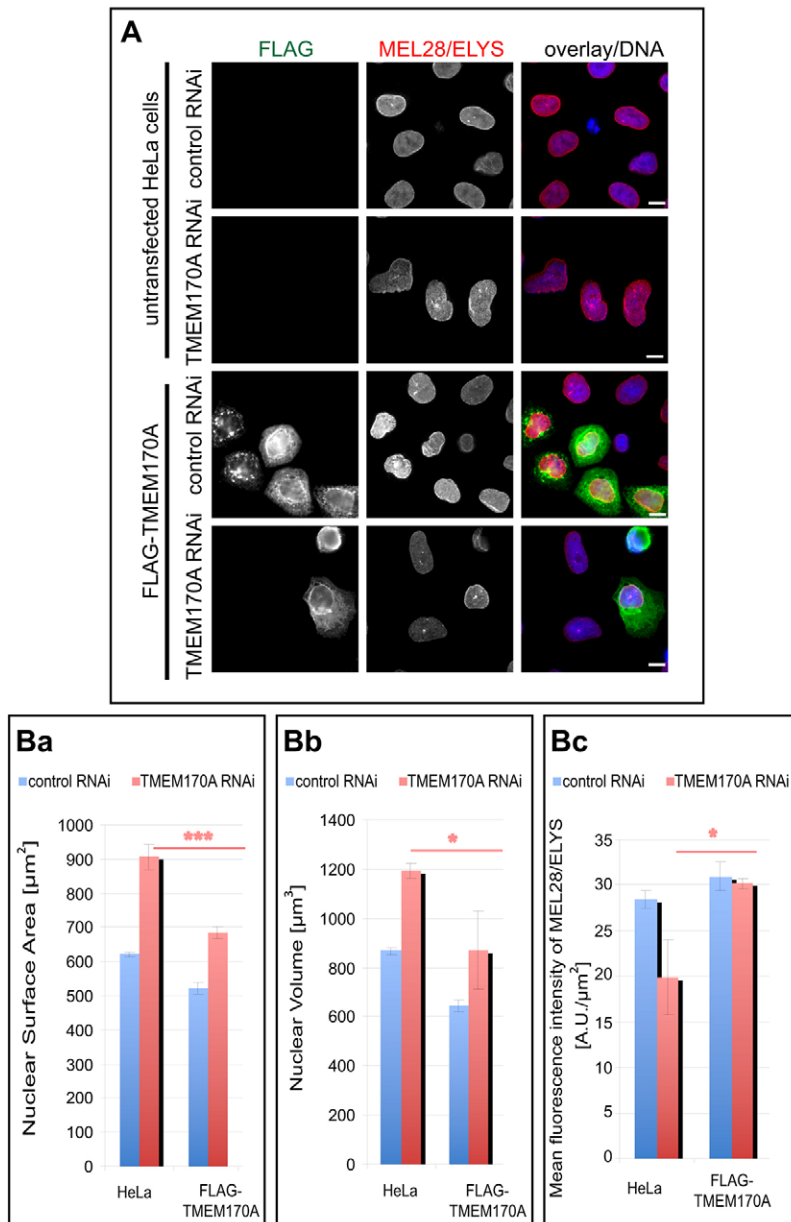 A
FLAG MEL28/ELYS overlay/DNA
untransfected HeLa cells
control RNAi
TMEM170A RNAi
FLAG-TMEM170A
control RNAi
TMEM170A RNAi
Ba
control RNAi TMEM170A RNAi
***
Nuclear Surface Area [µm²]
1000
900
800
700
600
500
400
300
200
100
0
HeLa FLAG-
TMEM170A
Bb
control RNAi TMEM170A RNAi
*
Nuclear Volume [µm³]
1400
1200
1000
800
600
400
200
0
HeLa FLAG-
TMEM170A
Bc
control RNAi TMEM170A RNAi
*
Mean fluorescence intensity of MEL28/ELYS
[A.U./µm²]
35
30
25
20
15
10
5
0
HeLa FLAG-
TMEM170A